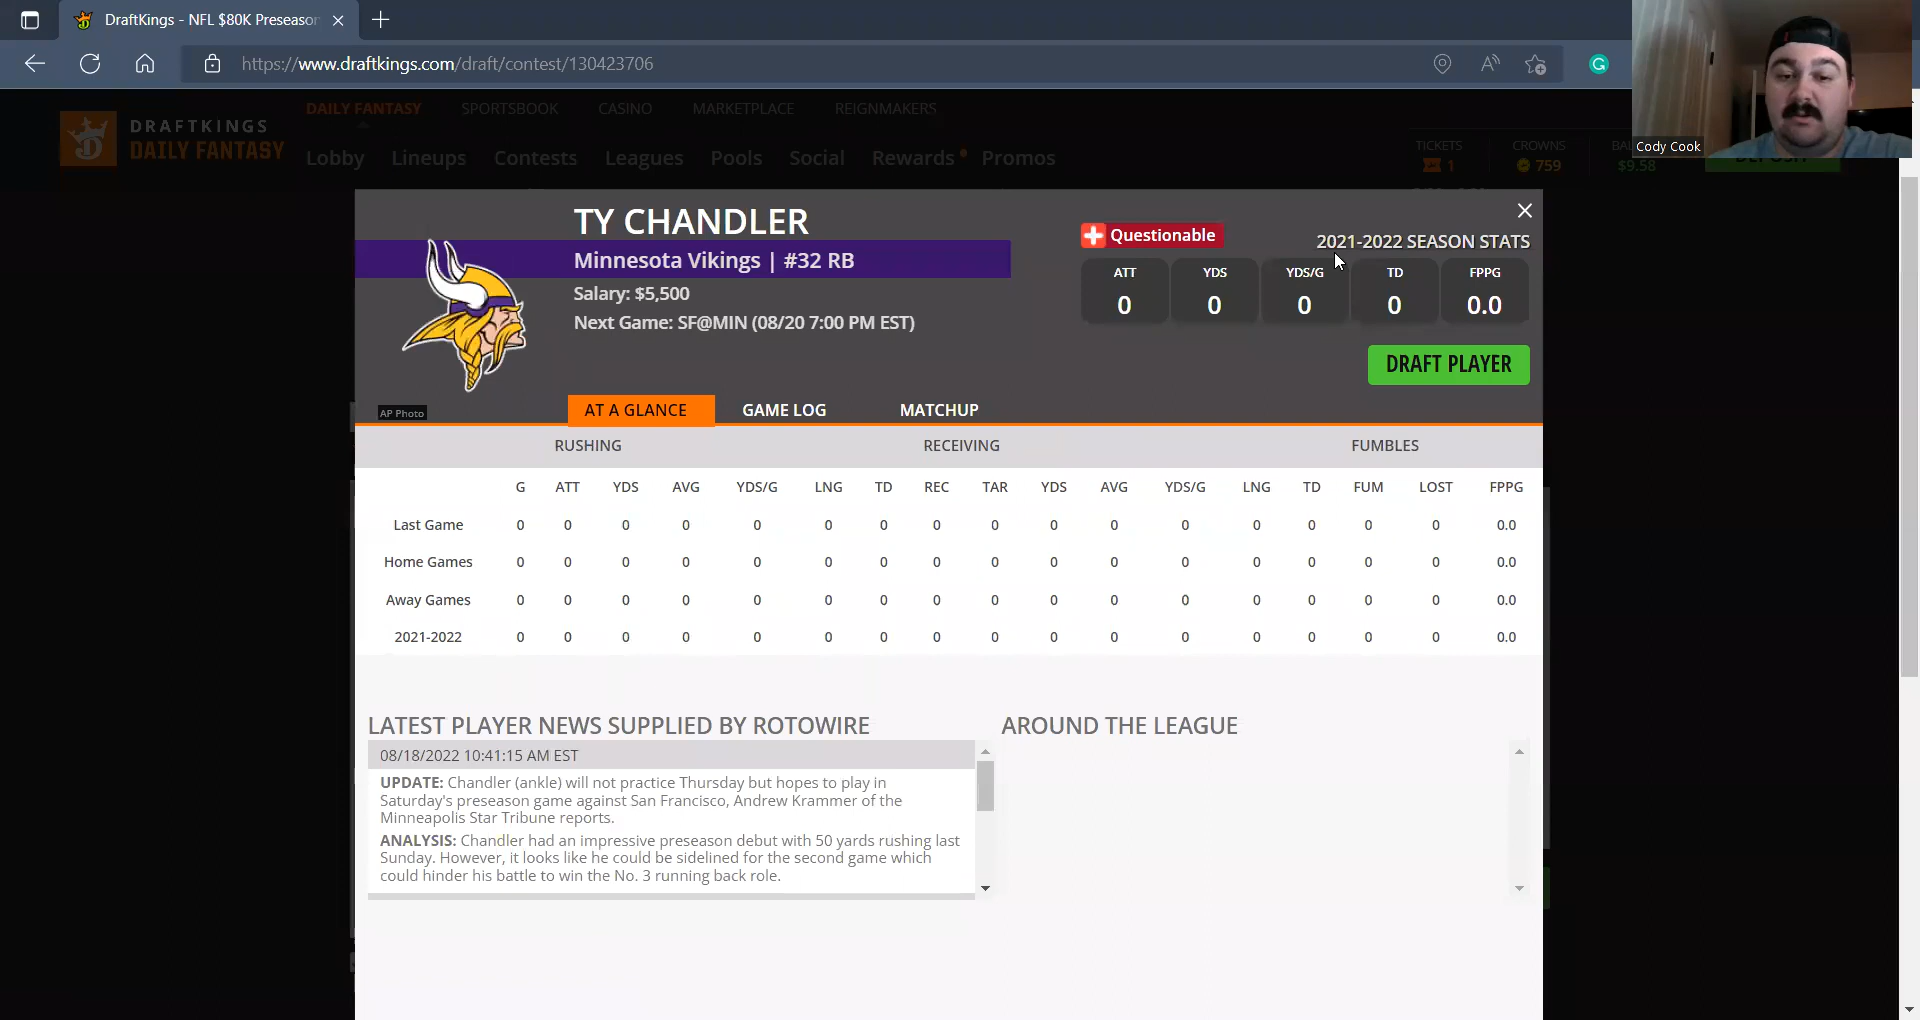 DraftKings - NFL $80K Preseason
https://www.draftkings.com/draft/contest/130423706
DAILY FANTASY SPORTSBOOK CASINO MARKETPLACE REIGNMAKERS
DRAFTKINGS
DAILY FANTASY
Lobby Lineups Contests Leagues Pools Social Rewards Promos
TICKETS 1
CROWNS 759
$9.58
DEPOSIT
Cody Cook
TY CHANDLER
Minnesota Vikings | #32 RB
Salary: $5,500
Next Game: SF@MIN (08/20 7:00 PM EST)
Questionable
2021-2022 SEASON STATS
ATT YDS YDS/G TD FPPG
0 0 0 0 0.0
DRAFT PLAYER
AP Photo
AT A GLANCE GAME LOG MATCHUP
RUSHING RECEIVING FUMBLES
G ATT YDS AVG YDS/G LNG TD REC TAR YDS AVG YDS/G LNG TD FUM LOST FPPG
Last Game 0 0 0 0 0 0 0 0 0 0 0 0 0 0 0 0 0.0
Home Games 0 0 0 0 0 0 0 0 0 0 0 0 0 0 0 0 0.0
Away Games 0 0 0 0 0 0 0 0 0 0 0 0 0 0 0 0 0.0
2021-2022 0 0 0 0 0 0 0 0 0 0 0 0 0 0 0 0 0.0
LATEST PLAYER NEWS SUPPLIED BY ROTOWIRE
08/18/2022 10:41:15 AM EST
UPDATE: Chandler (ankle) will not practice Thursday but hopes to play in
Saturday's preseason game against San Francisco, Andrew Krammer of the
Minneapolis Star Tribune reports.
ANALYSIS: Chandler had an impressive preseason debut with 50 yards rushing last
Sunday. However, it looks like he could be sidelined for the second game which
could hinder his battle to win the No. 3 running back role.
AROUND THE LEAGUE